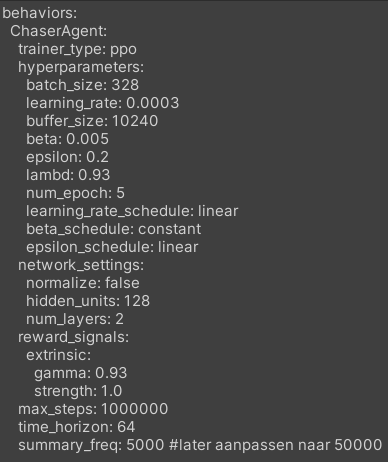 behaviors:
  ChaserAgent:
    trainer_type: ppo
    hyperparameters:
      batch_size: 328
      learning_rate: 0.0003
      buffer_size: 10240
      beta: 0.005
      epsilon: 0.2
      lambd: 0.93
      num_epoch: 5
      learning_rate_schedule: linear
      beta_schedule: constant
      epsilon_schedule: linear
    network_settings:
      normalize: false
      hidden_units: 128
      num_layers: 2
    reward_signals:
      extrinsic:
        gamma: 0.93
        strength: 1.0
    max_steps: 1000000
    time_horizon: 64
    summary_freq: 5000 #later aanpassen naar 50000